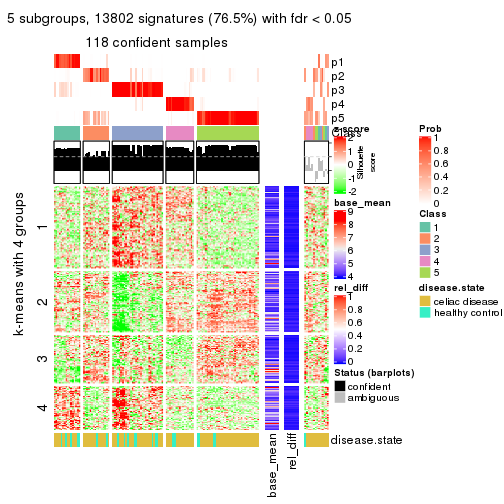 5 subgroups, 13802 signatures (76.5%) with fdr < 0.05
118 confident samples
p1
p2
p3
p4
p5
Class
Silhouette
score
k-means with 4 groups
1
2
3
4
disease.state
base_mean
rel_diff
z-score
2
1
0
-1
-2
base_mean
9
8
7
6
5
4
rel_diff
1
0.8
0.6
0.4
0.2
0
Status (barplots)
confident
ambiguous
Prob
1
0.8
0.6
0.4
0.2
0
Class
1
2
3
4
5
disease.state
celiac disease
healthy control